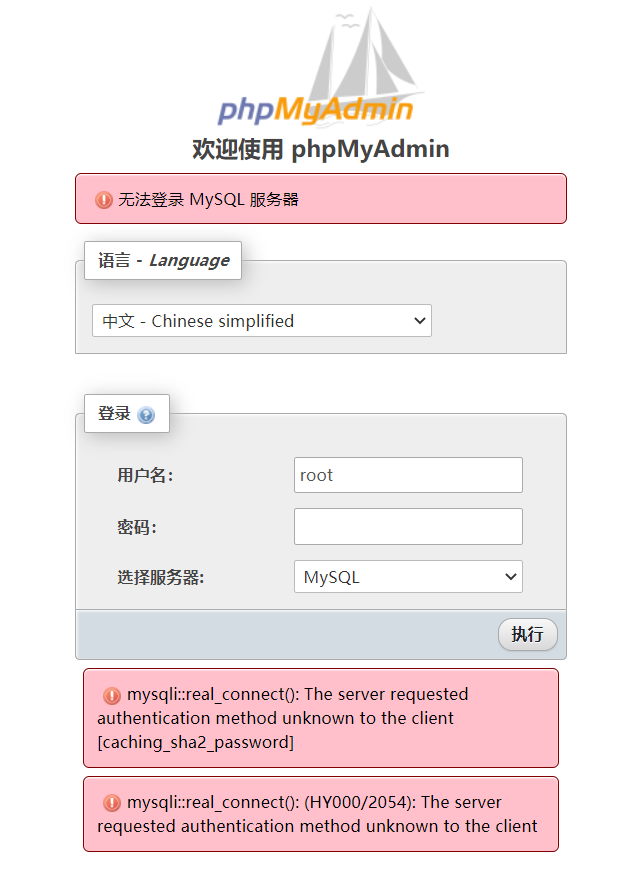 phpMyAdmin
欢迎使用 phpMyAdmin
无法登录 MySQL 服务器
语言 - Language
中文 - Chinese simplified
登录
用户名：
root
密码：
选择服务器:
MySQL
执行
mysqli::real_connect(): The server requested
authentication method unknown to the client
[caching_sha2_password]
mysqli::real_connect(): (HY000/2054): The server
requested authentication method unknown to the client